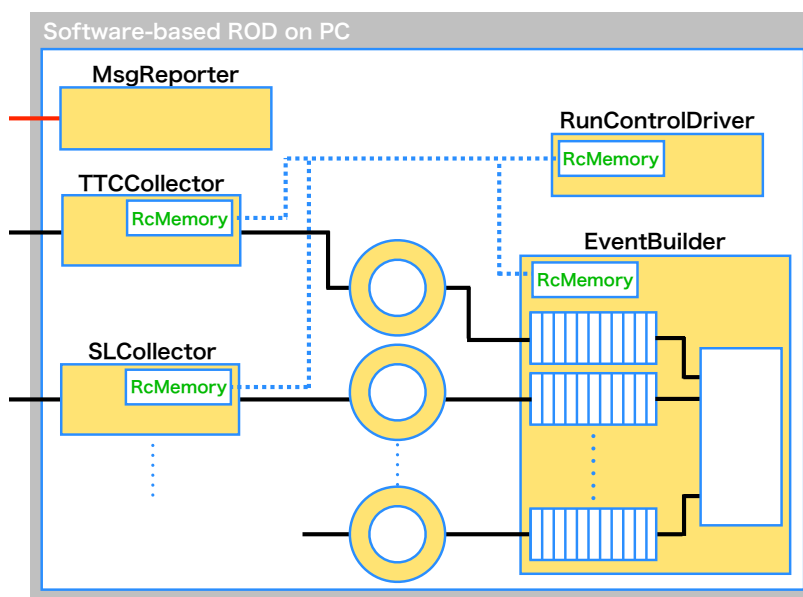 Software-based ROD on PC
MsgReporter
RunControlDriver
RcMemory
TTCCollector
RcMemory
EventBuilder
RcMemory
SLCollector
RcMemory